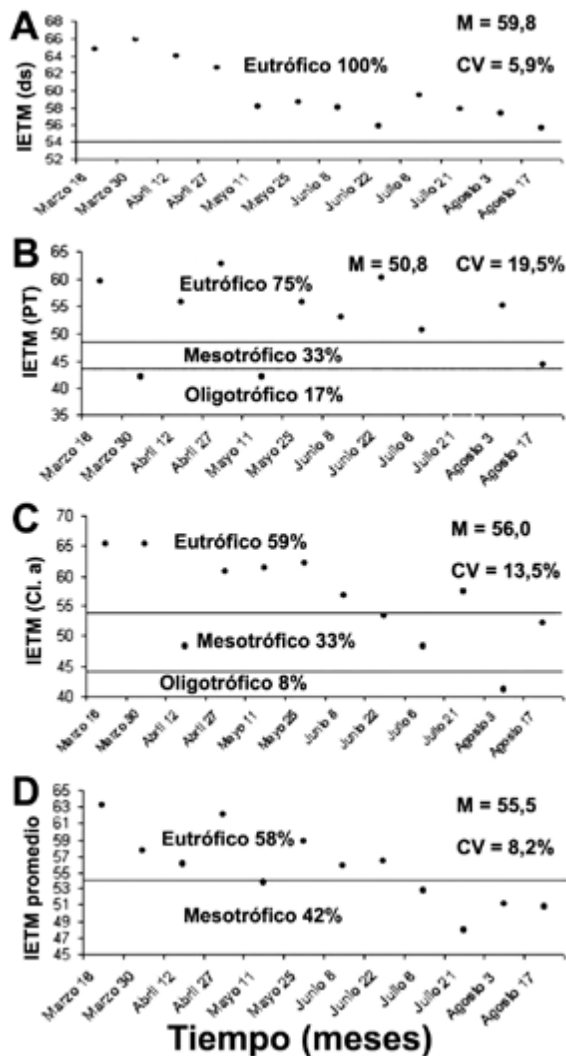 A
IETM (ds)
68
66
64
62
60
58
56
54
52
M = 59,8
Eutrófico 100%
CV = 5,9%
Marzo 16
Marzo 30
Abril 12
Abril 27
Mayo 11
Mayo 25
Junio 8
Junio 22
Julio 6
Julio 21
Agosto 3
Agosto 17
B
IETM (PT)
65
60
55
50
45
40
35
M = 50,8
CV = 19,5%
Eutrófico 75%
Mesotrófico 33%
Oligotrófico 17%
Marzo 16
Marzo 30
Abril 12
Abril 27
Mayo 11
Mayo 25
Junio 8
Junio 22
Julio 6
Julio 21
Agosto 3
Agosto 17
C
IETM (Cl. a)
70
65
60
55
50
45
40
Eutrófico 59%
M = 56,0
CV = 13,5%
Mesotrófico 33%
Oligotrófico 8%
Marzo 16
Marzo 30
Abril 12
Abril 27
Mayo 11
Mayo 25
Junio 8
Junio 22
Julio 6
Julio 21
Agosto 3
Agosto 17
D
IETM promedio
65
63
61
59
57
55
53
51
49
47
45
M = 55,5
Eutrófico 58%
CV = 8,2%
Mesotrófico 42%
Marzo 16
Marzo 30
Abril 12
Abril 27
Mayo 11
Mayo 25
Junio 8
Junio 22
Julio 6
Julio 21
Agosto 3
Agosto 17
Tiempo (meses)